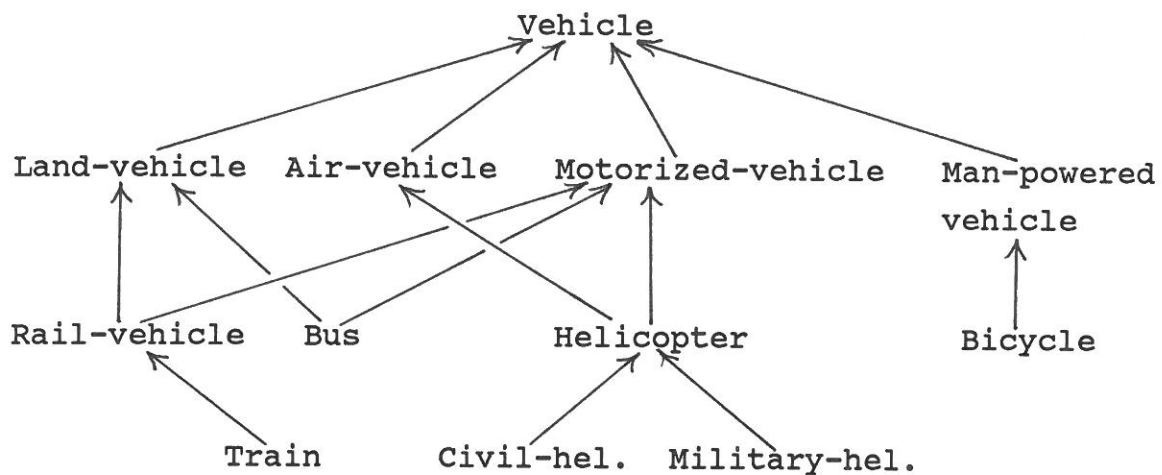 Vehicle
Land-vehicle Air-vehicle Motorized-vehicle Man-powered
vehicle
Rail-vehicle Bus Helicopter Bicycle
Train Civil-hel. Military-hel.